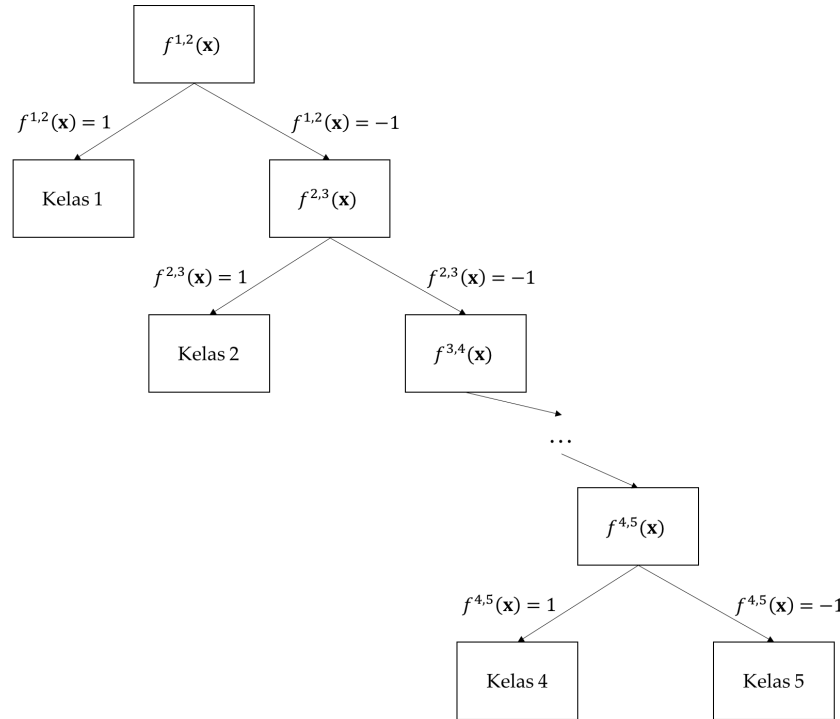 f^{1,2}(𝐱)
f^{1,2}(𝐱) = 1
f^{1,2}(𝐱) = −1
Kelas 1
f^{2,3}(𝐱)
f^{2,3}(𝐱) = 1
f^{2,3}(𝐱) = −1
Kelas 2
f^{3,4}(𝐱)
...
f^{4,5}(𝐱)
f^{4,5}(𝐱) = 1
f^{4,5}(𝐱) = −1
Kelas 4
Kelas 5